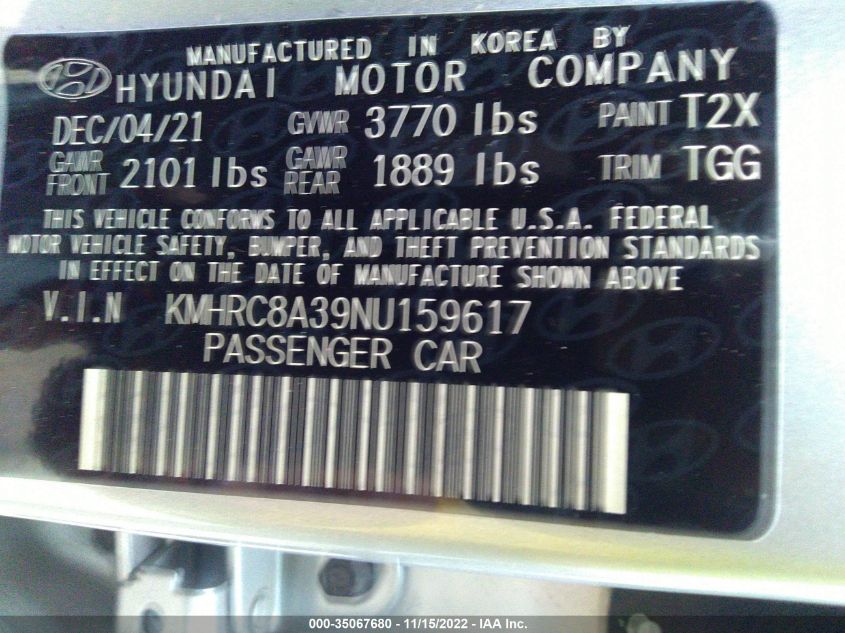 MANUFACTURED IN KOREA BY
HYUNDAI MOTOR COMPANY
DEC/04/21 GVWR 3770 lbs PAINT T2X
GAWR FRONT 2101 lbs GAWR REAR 1889 lbs TRIM TGG
THIS VEHICLE CONFORMS TO ALL APPLICABLE U.S.A. FEDERAL
MOTOR VEHICLE SAFETY, BUMPER, AND THEFT PREVENTION STANDARDS
IN EFFECT ON THE DATE OF MANUFACTURE SHOWN ABOVE
V.I.N KMHRC8A39NU159617
PASSENGER CAR
000-35067680 - 11/15/2022 - IAA Inc.